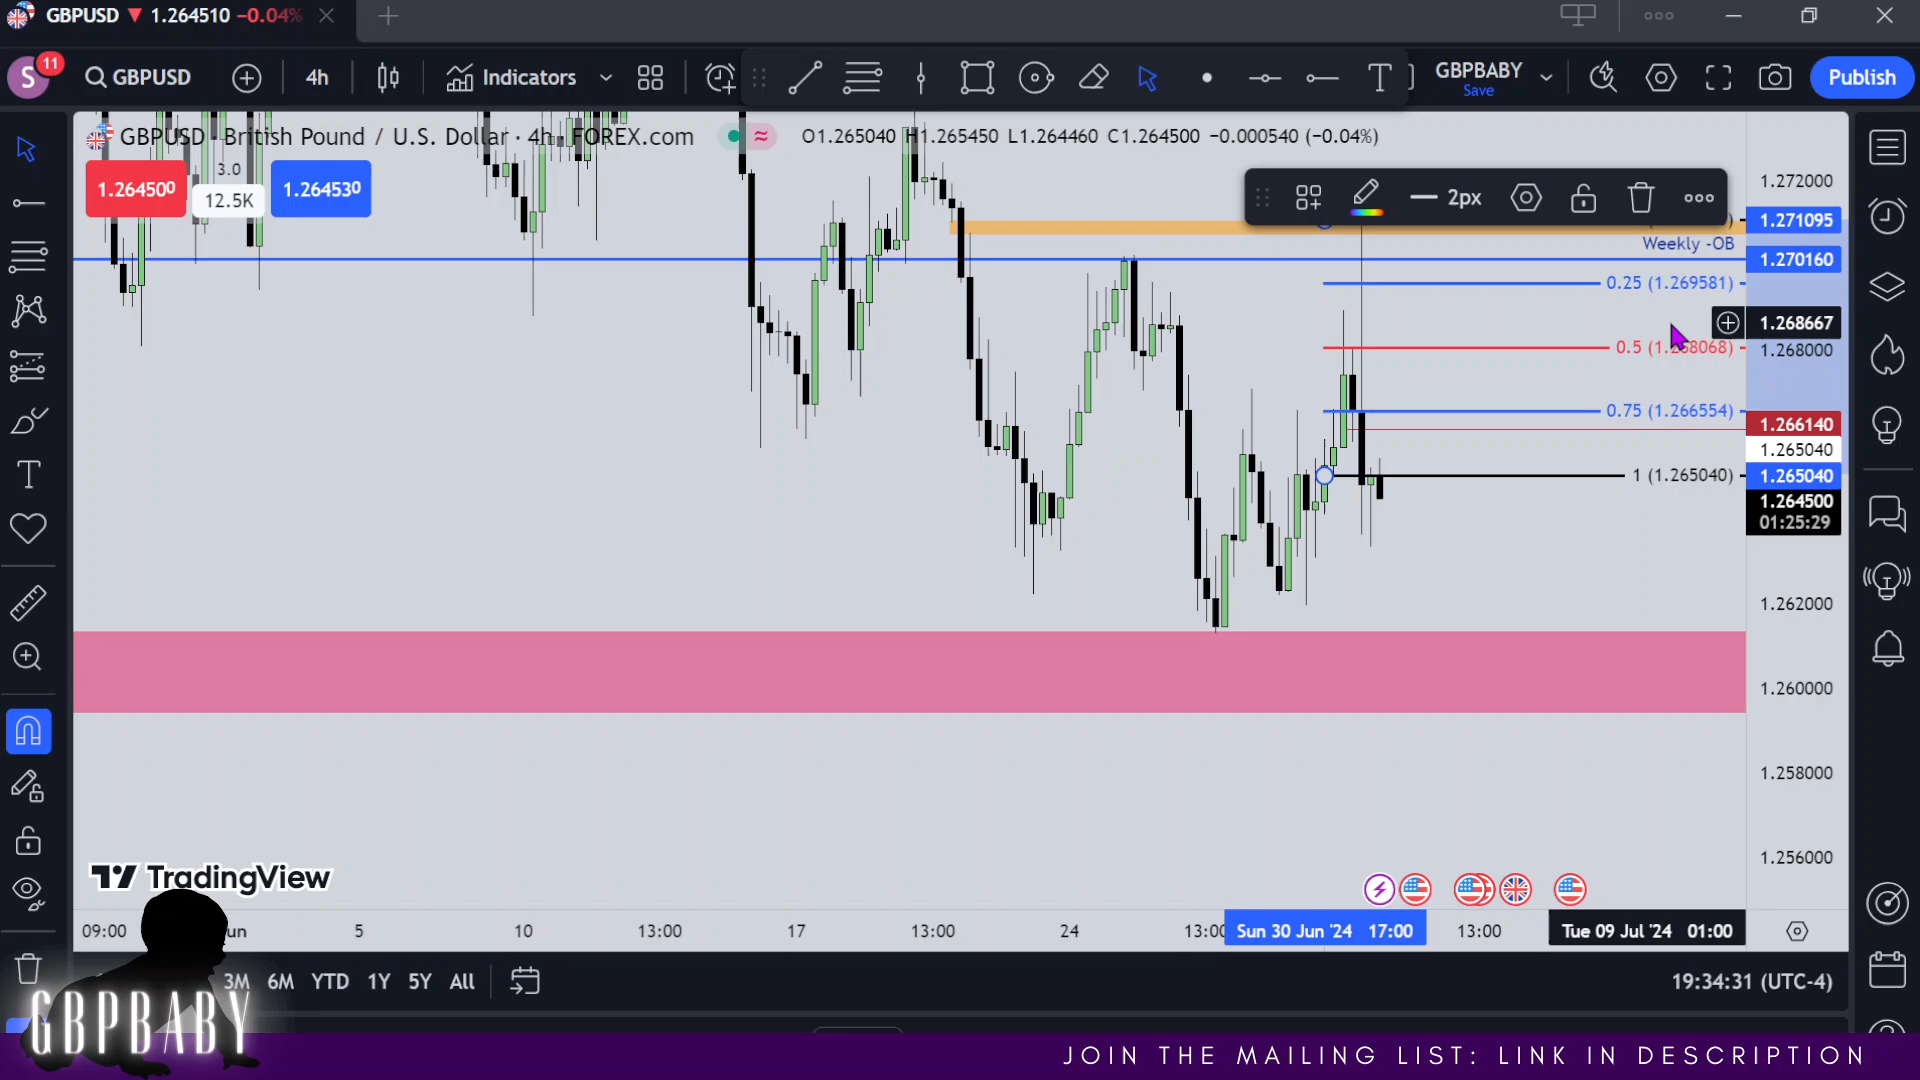 GBPUSD 1.264510 −0.04%
S 11 GBPUSD 4h Indicators GBPBABY Publish
Save
GBPUSD British Pound / U.S. Dollar · 4h · FOREX.com O1.265040 H1.265450 L1.264460 C1.264500 −0.000540 (−0.04%)
1.264500 3.0 1.264530
12.5K
2px
1.272000
1.271095
Weekly -OB
1.270160
0.25 (1.269581)
1.268667
0.5 (1.268068)
1.268000
0.75 (1.266554)
1.266140
1.265040
1 (1.265040) 1.265040
1.264500
01:25:29
1.262000
1.260000
1.258000
1.256000
TradingView
09:00 5 10 13:00 17 13:00 24 13:00 Sun 30 Jun '24 17:00 13:00 Tue 09 Jul '24 01:00
3M 6M YTD 1Y 5Y All 19:34:31 (UTC-4)
GBPBABY
JOIN THE MAILING LIST: LINK IN DESCRIPTION